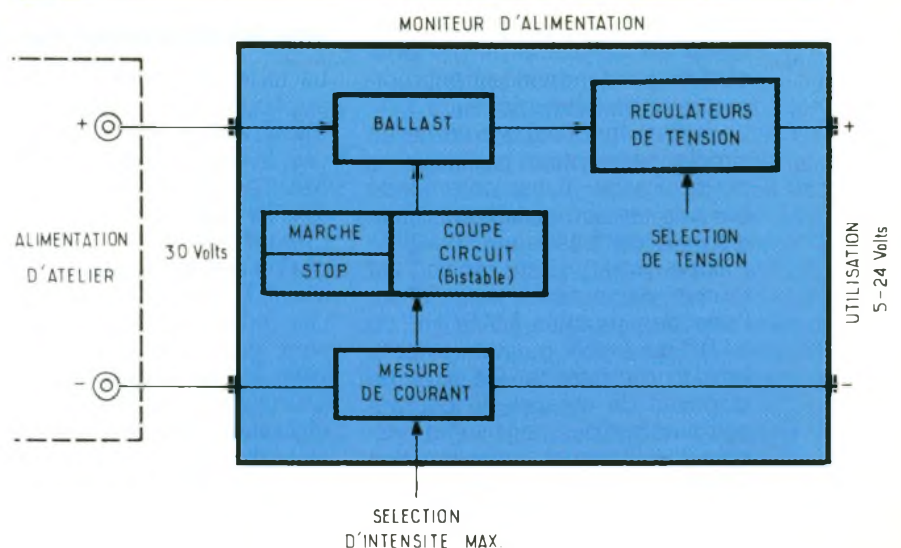 MONITEUR D'ALIMENTATION
+
BALLAST
REGULATEURS
DE TENSION
+
ALIMENTATION
D'ATELIER
30 Volts
MARCHE
STOP
COUPE
CIRCUIT
(Bistable)
SELECTION
DE TENSION
UTILISATION
5-24 Volts
-
MESURE
DE COURANT
-
SELECTION
D'INTENSITE MAX.